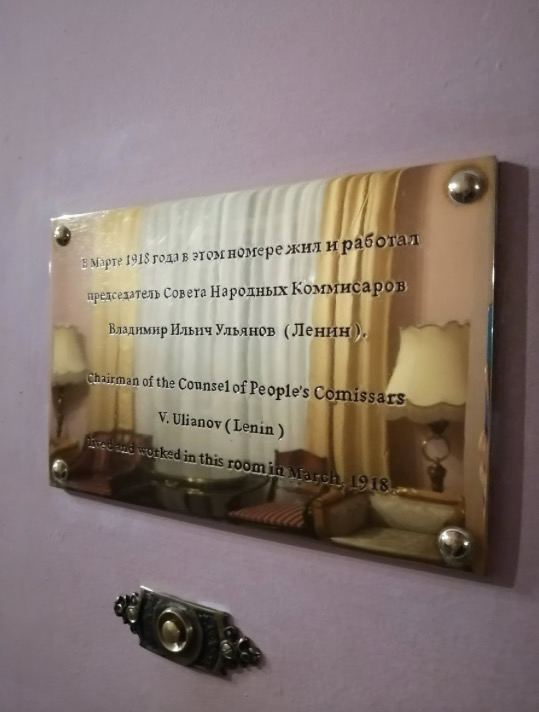 В Марте 1918 года в этом номере жил и работал
председатель Совета Народных Коммисаров
Владимир Ильич Ульянов (Ленин).
Chairman of the Counsel of People's Comissars
V. Ulianov (Lenin)
lived and worked in this room in March, 1918.